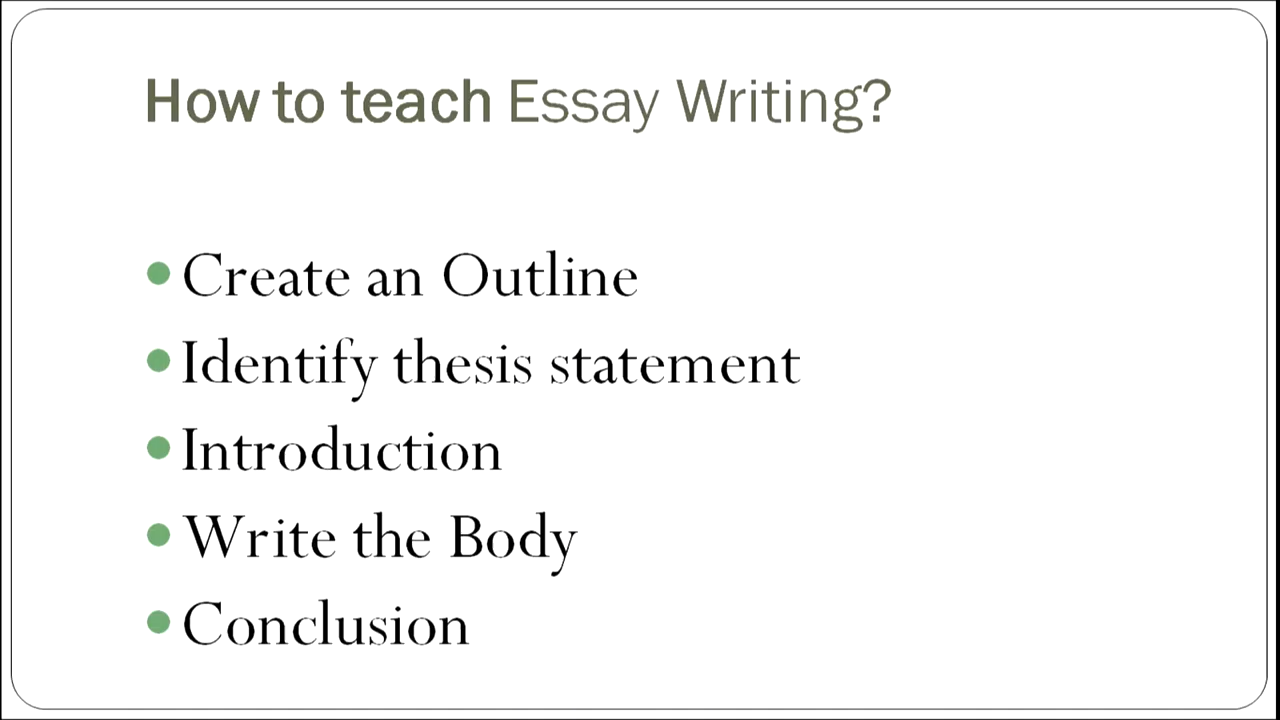 How to teach Essay Writing?
Create an Outline
Identify thesis statement
Introduction
Write the Body
Conclusion